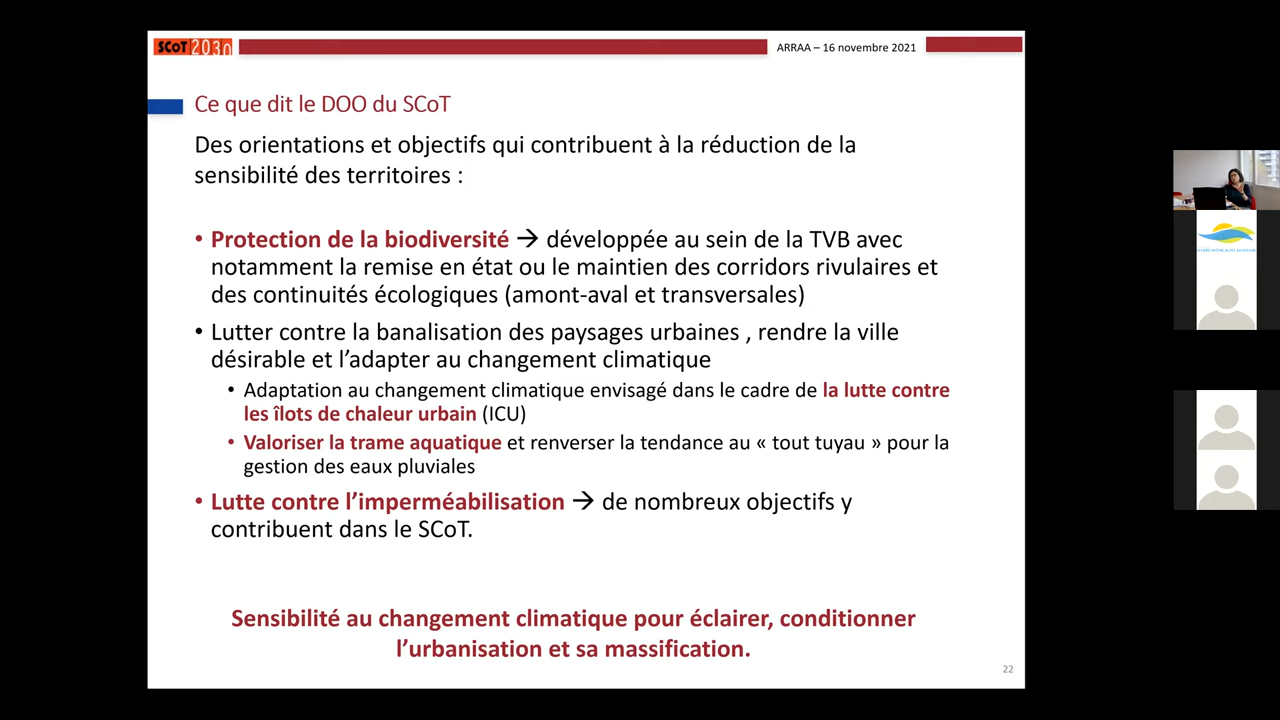 SCoT 2030
ARRAA – 16 novembre 2021
Ce que dit le DOO du SCoT
Des orientations et objectifs qui contribuent à la réduction de la
sensibilité des territoires :
• Protection de la biodiversité → développée au sein de la TVB avec
notamment la remise en état ou le maintien des corridors rivulaires et
des continuités écologiques (amont-aval et transversales)
• Lutter contre la banalisation des paysages urbaines , rendre la ville
désirable et l’adapter au changement climatique
• Adaptation au changement climatique envisagé dans le cadre de la lutte contre
les îlots de chaleur urbain (ICU)
• Valoriser la trame aquatique et renverser la tendance au « tout tuyau » pour la
gestion des eaux pluviales
• Lutte contre l’imperméabilisation → de nombreux objectifs y
contribuent dans le SCoT.
Sensibilité au changement climatique pour éclairer, conditionner
l’urbanisation et sa massification.
22